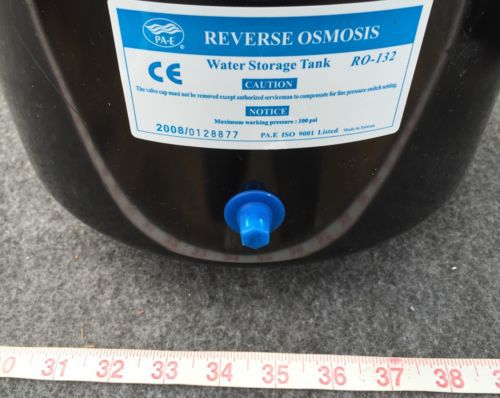 PA-E
REVERSE OSMOSIS
CE
Water Storage Tank RO-132
CAUTION
The valve cap must not be removed except authorized serviceman to compensate for line pressure switch setting.
NOTICE
Maximum working pressure : 100 psi
2008/0128877 PA.E ISO 9001 Listed Made in Taiwan
30 31 32 33 34 35 36 37 38